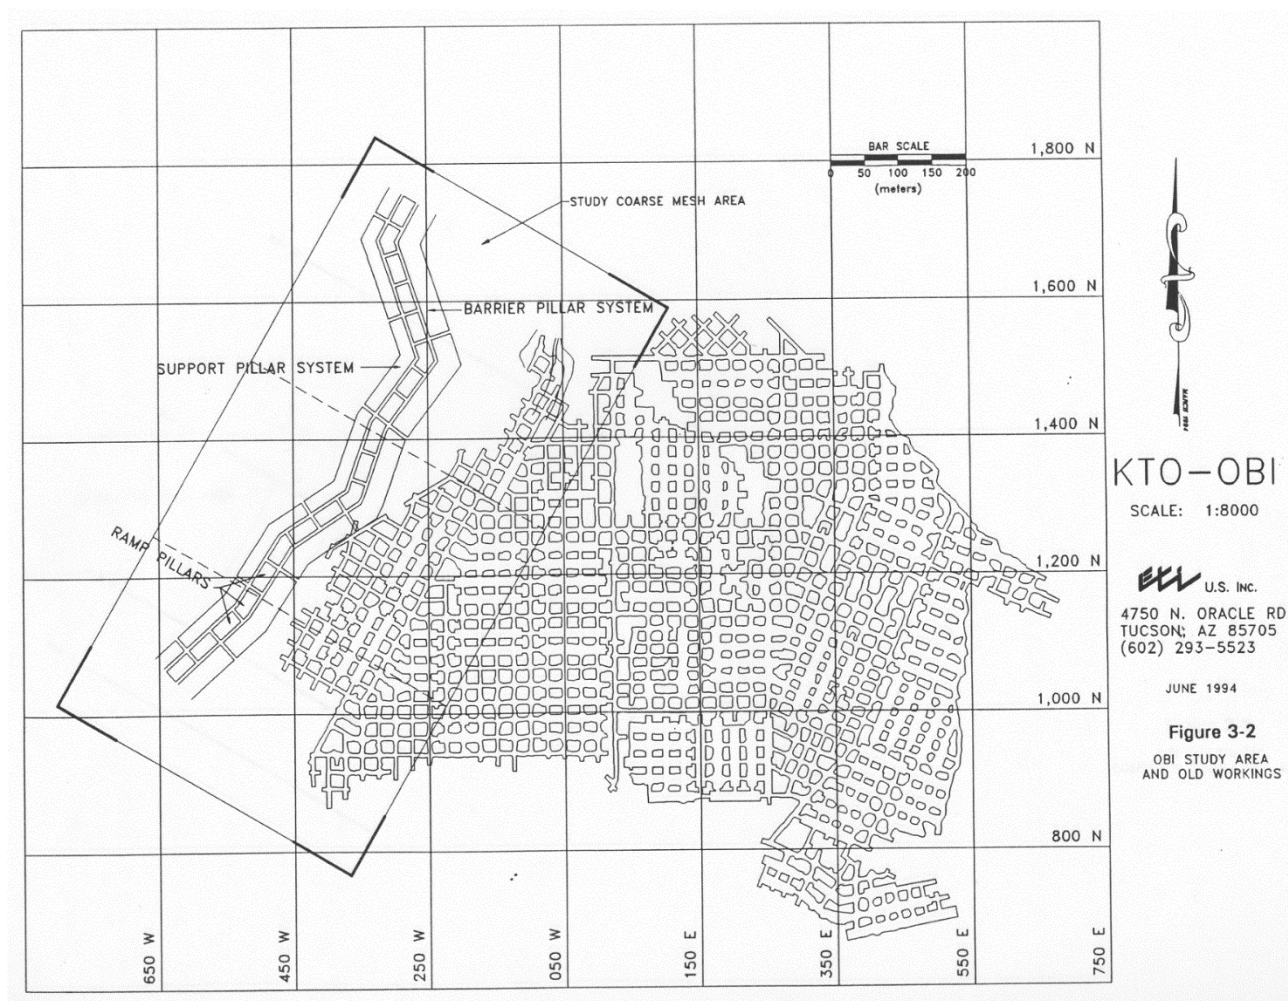 BAR SCALE
0 50 100 150 200
(meters)
1,800 N
STUDY COARSE MESH AREA
1,600 N
BARRIER PILLAR SYSTEM
SUPPORT PILLAR SYSTEM
1,400 N
RAMP PILLARS
1,200 N
1,000 N
800 N
650 W
450 W
250 W
050 W
150 E
350 E
550 E
750 E
KTO-OBI
SCALE: 1:8000
U.S. INC.
4750 N. ORACLE RD
TUCSON, AZ 85705
(602) 293-5523
JUNE 1994
Figure 3-2
OBI STUDY AREA
AND OLD WORKINGS